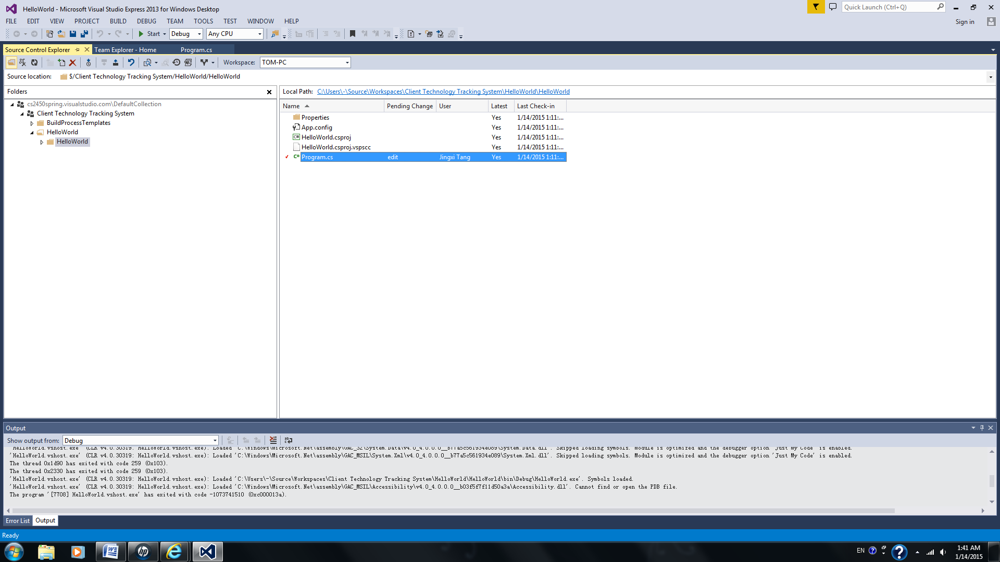 HelloWorld - Microsoft Visual Studio Express 2013 for Windows Desktop
Quick Launch (Ctrl+Q)
FILE EDIT VIEW PROJECT BUILD DEBUG TEAM TOOLS TEST WINDOW HELP
Sign in
Start Debug Any CPU
Source Control Explorer Team Explorer - Home Program.cs
Workspace: TOM-PC
Source location: $/Client Technology Tracking System/HelloWorld/HelloWorld
Folders
cs2450spring.visualstudio.com\DefaultCollection
Client Technology Tracking System
BuildProcessTemplates
HelloWorld
HelloWorld
Local Path: C:\Users\-\Source\Workspaces\Client Technology Tracking System\HelloWorld\HelloWorld
Name Pending Change User Latest Last Check-in
Properties Yes 1/14/2015 1:11:...
App.config Yes 1/14/2015 1:11:...
HelloWorld.csproj Yes 1/14/2015 1:11:...
HelloWorld.csproj.vspscc Yes 1/14/2015 1:11:...
Program.cs edit Jingxi Tang Yes 1/14/2015 1:11:...
Output
Show output from: Debug
'HelloWorld.vshost.exe' (CLR v4.0.30319: HelloWorld.vshost.exe): Loaded 'C:\Windows\Microsoft.Net\assembly\GAC_32\System.Data\v4.0_4.0.0.0__b77a5c561934e089\System.Data.dll'. Skipped loading symbols. Module is optimized and the debugger option 'Just My Code' is enabled.
'HelloWorld.vshost.exe' (CLR v4.0.30319: HelloWorld.vshost.exe): Loaded 'C:\Windows\Microsoft.Net\assembly\GAC_MSIL\System.Xml\v4.0_4.0.0.0__b77a5c561934e089\System.Xml.dll'. Skipped loading symbols. Module is optimized and the debugger option 'Just My Code' is enabled.
The thread 0x1d90 has exited with code 259 (0x103).
The thread 0x2330 has exited with code 259 (0x103).
'HelloWorld.vshost.exe' (CLR v4.0.30319: HelloWorld.vshost.exe): Loaded 'C:\Users\-\Source\Workspaces\Client Technology Tracking System\HelloWorld\HelloWorld\bin\Debug\HelloWorld.exe'. Symbols loaded.
'HelloWorld.vshost.exe' (CLR v4.0.30319: HelloWorld.vshost.exe): Loaded 'C:\Windows\Microsoft.Net\assembly\GAC_MSIL\Accessibility\v4.0_4.0.0.0__b03f5f7f11d50a3a\Accessibility.dll'. Cannot find or open the PDB file.
The program '[7708] HelloWorld.vshost.exe' has exited with code -1073741510 (0xc000013a).
Error List Output
Ready
EN
1:41 AM
1/14/2015